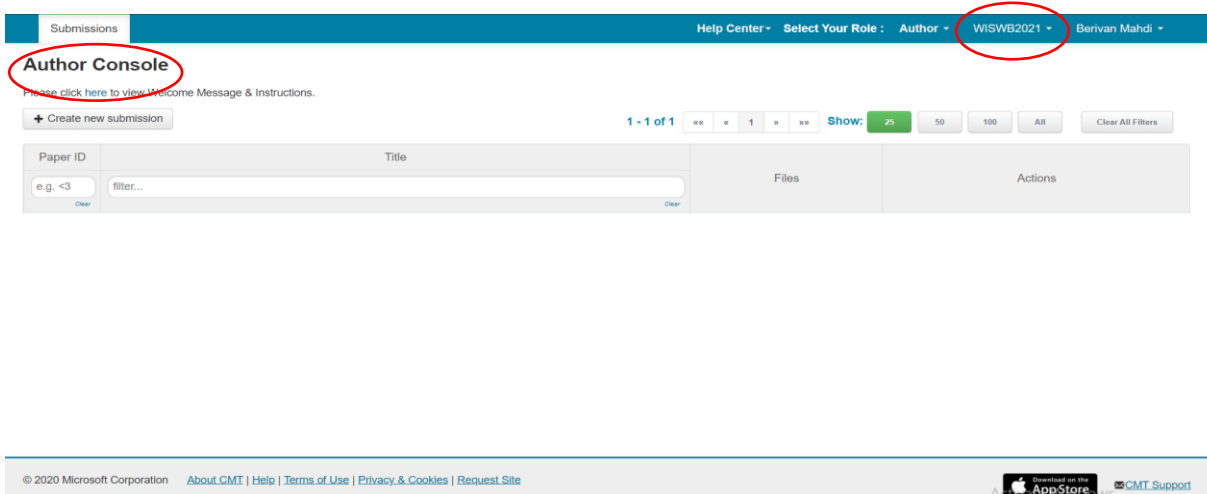 Submissions Help Center Select Your Role : Author WISWB2021 Berivan Mahdi
Author Console
Please click here to view Welcome Message & Instructions.
+ Create new submission 1 - 1 of 1 «« « 1 » »» Show: 25 50 100 All Clear All Filters
Paper ID Title Files Actions
e.g. <3 filter...
Clear Clear
© 2020 Microsoft Corporation About CMT | Help | Terms of Use | Privacy & Cookies | Request Site
Download on the
App Store CMT Support